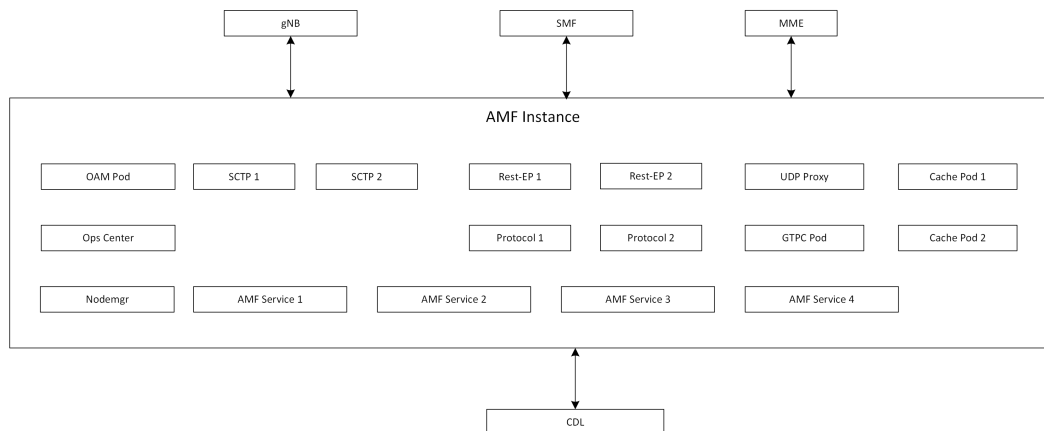 gNB
SMF
MME
AMF Instance
OAM Pod
SCTP 1
SCTP 2
Rest-EP 1
Rest-EP 2
UDP Proxy
Cache Pod 1
Ops Center
Protocol 1
Protocol 2
GTPC Pod
Cache Pod 2
Nodemgr
AMF Service 1
AMF Service 2
AMF Service 3
AMF Service 4
CDL